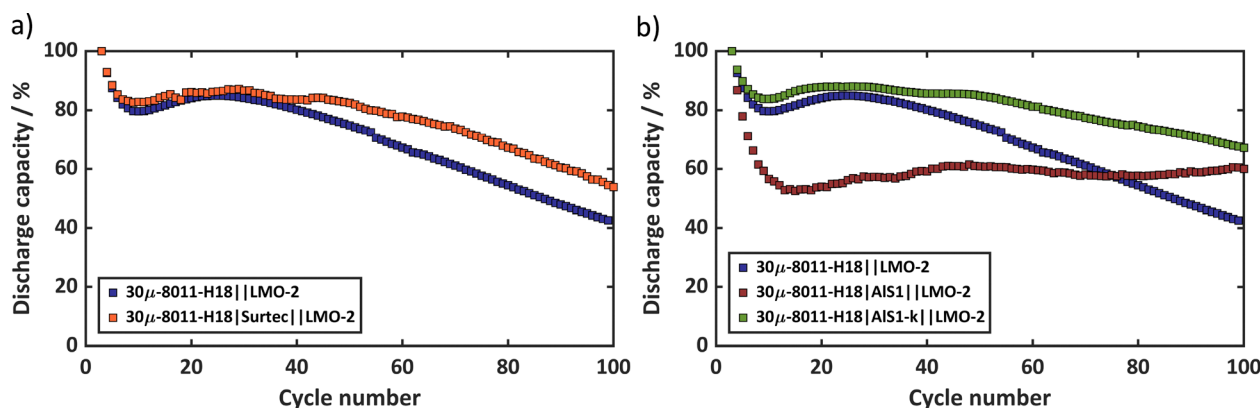 a)
100
80
60
40
20
0
Discharge capacity / %
30μ-8011-H18||LMO-2
30μ-8011-H18|Surtec||LMO-2
0 20 40 60 80 100
Cycle number
b)
100
80
60
40
20
0
Discharge capacity / %
30μ-8011-H18||LMO-2
30μ-8011-H18|AlS1||LMO-2
30μ-8011-H18|AlS1-k||LMO-2
0 20 40 60 80 100
Cycle number